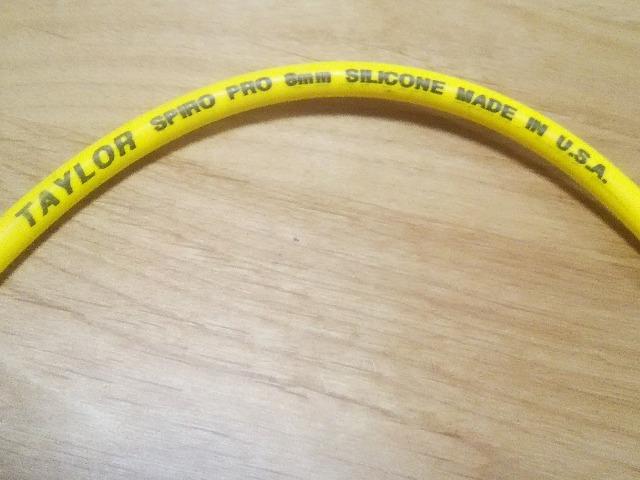 TAYLOR SPIRO PRO 8mm SILICONE MADE IN U.S.A.